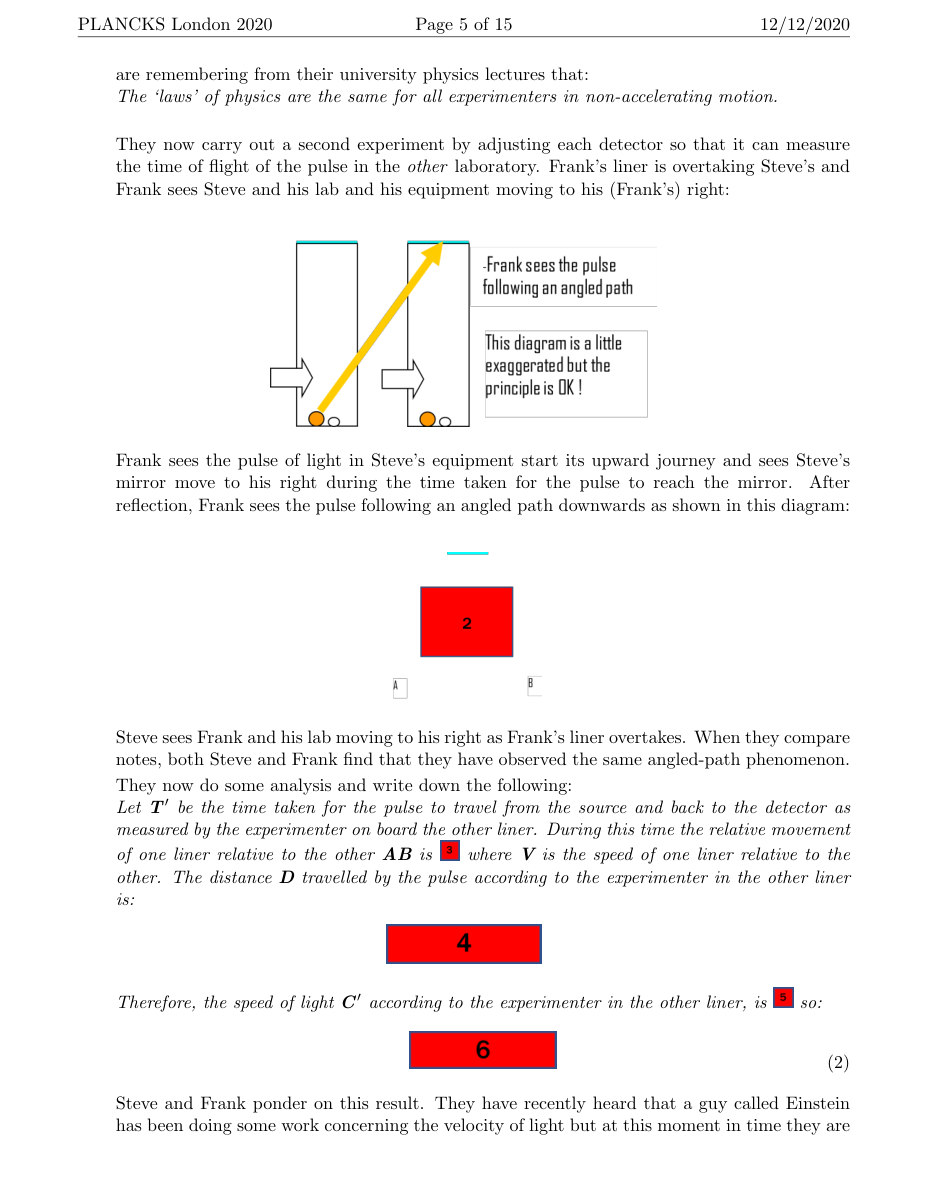 PLANCKS London 2020 Page 5 of 15 12/12/2020
are remembering from their university physics lectures that:
The ‘laws’ of physics are the same for all experimenters in non-accelerating motion.
They now carry out a second experiment by adjusting each detector so that it can measure
the time of flight of the pulse in the other laboratory. Frank’s liner is overtaking Steve’s and
Frank sees Steve and his lab and his equipment moving to his (Frank’s) right:
-Frank sees the pulse
following an angled path
This diagram is a little
exaggerated but the
principle is OK !
Frank sees the pulse of light in Steve’s equipment start its upward journey and sees Steve’s
mirror move to his right during the time taken for the pulse to reach the mirror. After
reflection, Frank sees the pulse following an angled path downwards as shown in this diagram:
2
A
B
Steve sees Frank and his lab moving to his right as Frank’s liner overtakes. When they compare
notes, both Steve and Frank find that they have observed the same angled-path phenomenon.
They now do some analysis and write down the following:
Let T′ be the time taken for the pulse to travel from the source and back to the detector as
measured by the experimenter on board the other liner. During this time the relative movement
of one liner relative to the other AB is 3 where V is the speed of one liner relative to the
other. The distance D travelled by the pulse according to the experimenter in the other liner
is:
4
Therefore, the speed of light C′ according to the experimenter in the other liner, is 5 so:
6
(2)
Steve and Frank ponder on this result. They have recently heard that a guy called Einstein
has been doing some work concerning the velocity of light but at this moment in time they are